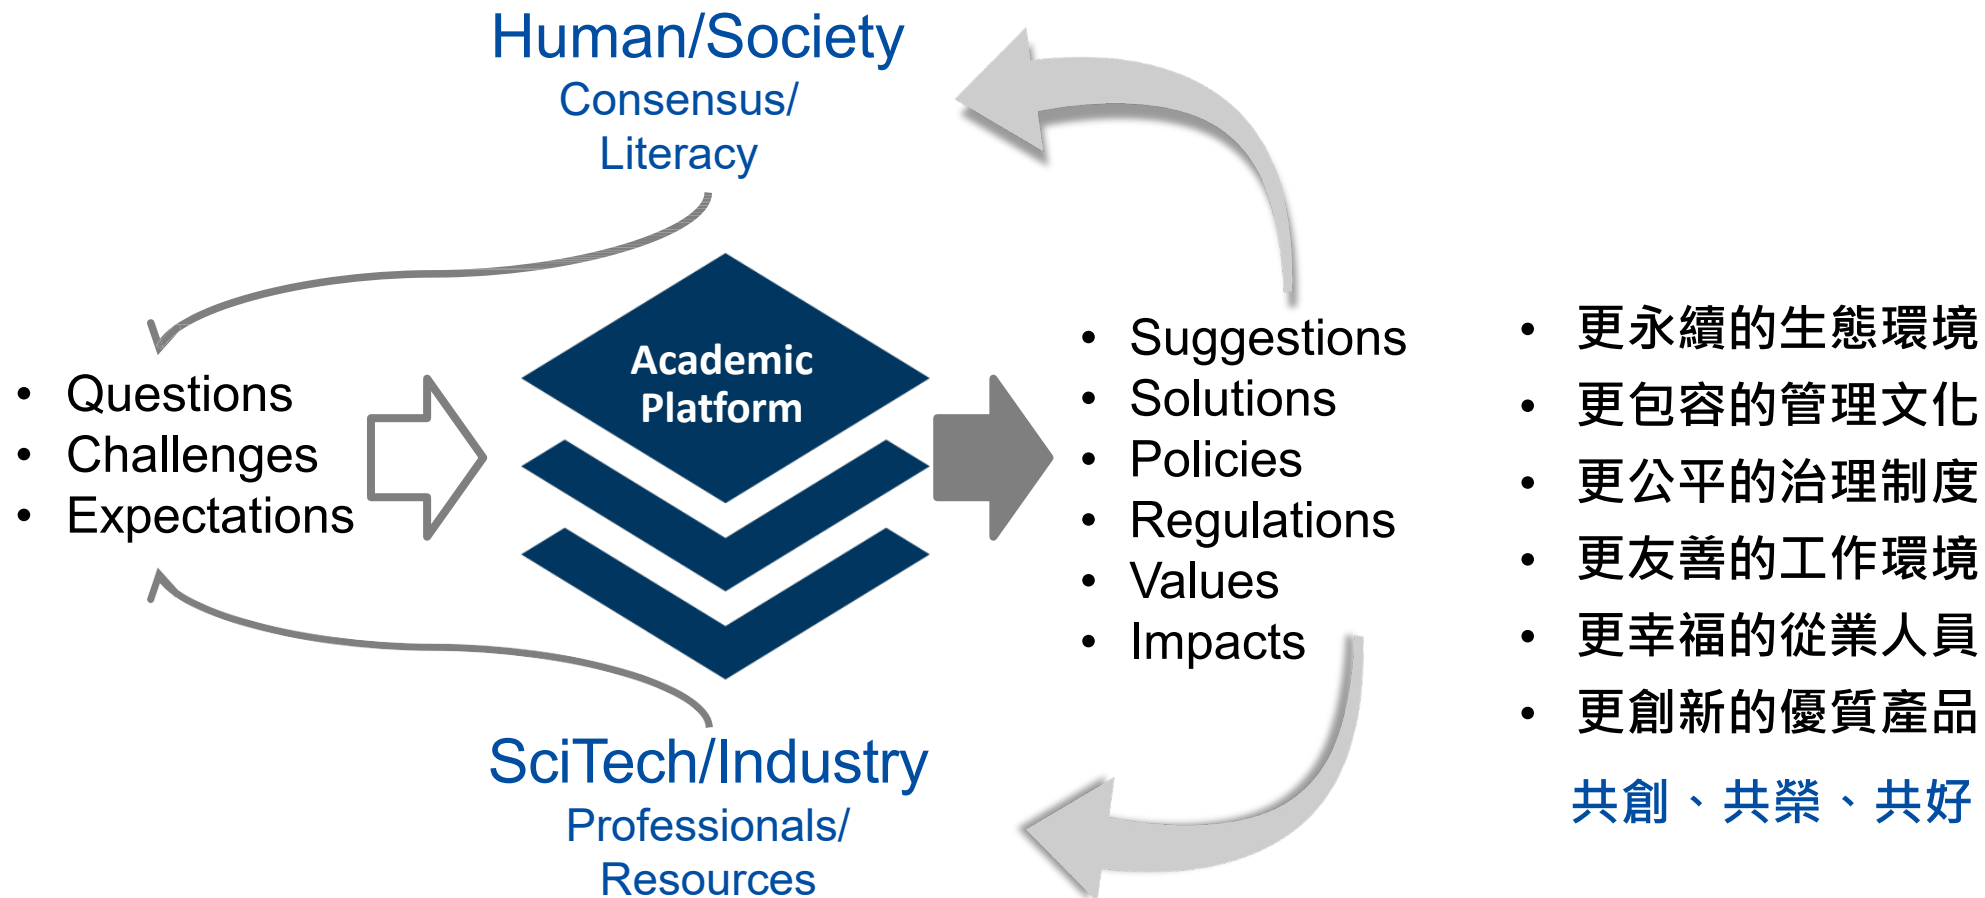 Human/Society
Consensus/
Literacy
• Questions
• Challenges
• Expectations
Academic
Platform
• Suggestions
• Solutions
• Policies
• Regulations
• Values
• Impacts
SciTech/Industry
Professionals/
Resources
• 更永續的生態環境
• 更包容的管理文化
• 更公平的治理制度
• 更友善的工作環境
• 更幸福的從業人員
• 更創新的優質產品
共創、共榮、共好